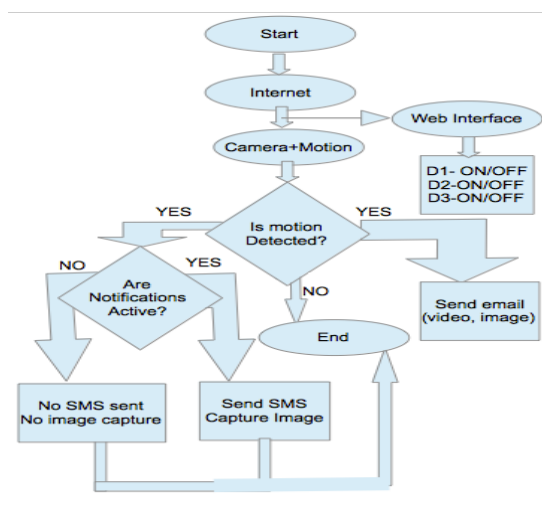 Start
Internet
Web Interface
Camera+Motion
D1- ON/OFF
D2-ON/OFF
D3-ON/OFF
YES
YES
Is motion
Detected?
NO
YES
Are
Notifications
Active?
NO
Send email
(video, image)
End
No SMS sent
No image capture
Send SMS
Capture Image